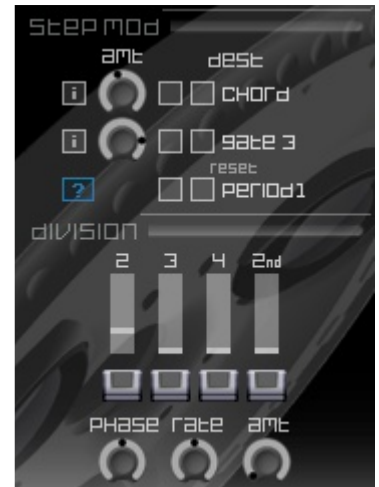 STEP MOD
amt
dest
i
CHOrd
i
gate 3
reset
?
PErIOd1
dIVISION
2 3 4 2nd
PHASE rATE amt